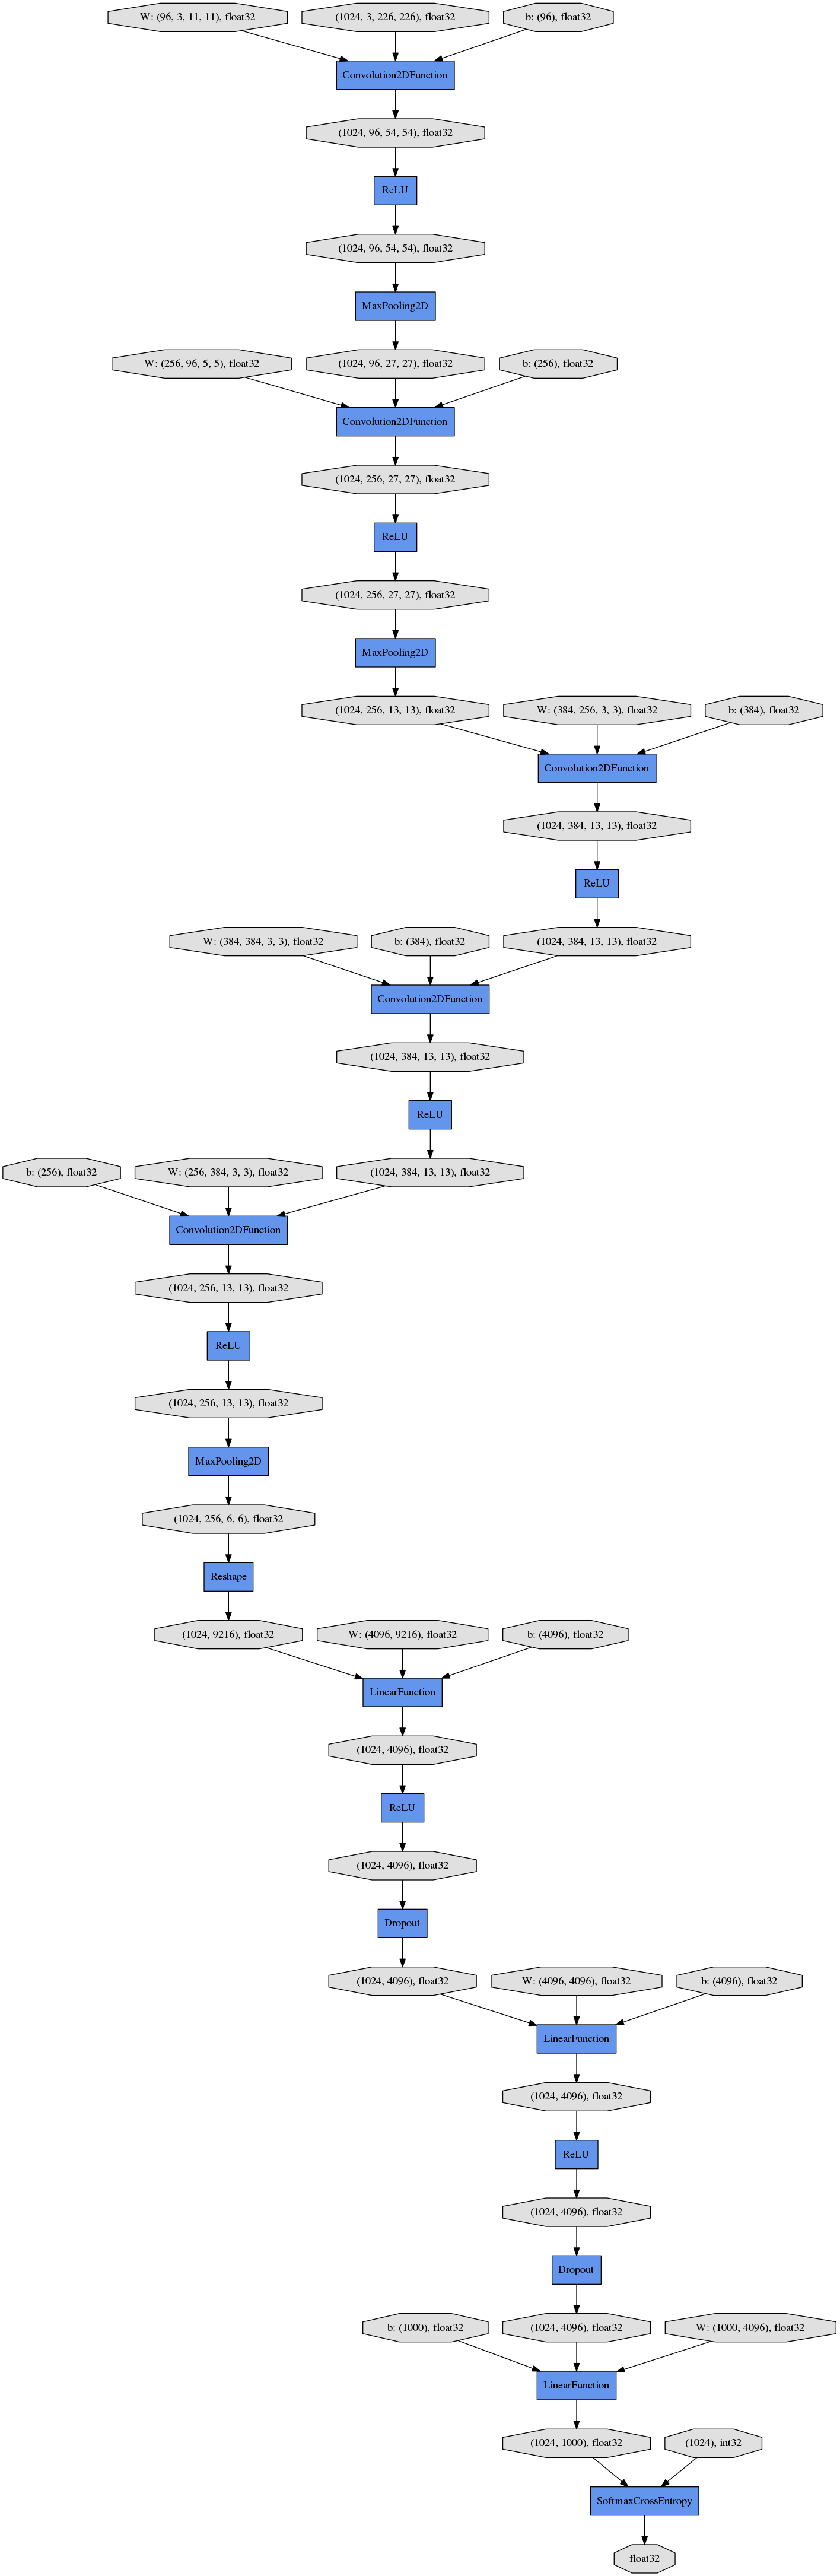 W: (96, 3, 11, 11), float32
(1024, 3, 226, 226), float32
b: (96), float32
Convolution2DFunction
(1024, 96, 54, 54), float32
ReLU
(1024, 96, 54, 54), float32
MaxPooling2D
W: (256, 96, 5, 5), float32
(1024, 96, 27, 27), float32
b: (256), float32
Convolution2DFunction
(1024, 256, 27, 27), float32
ReLU
(1024, 256, 27, 27), float32
MaxPooling2D
(1024, 256, 13, 13), float32
W: (384, 256, 3, 3), float32
b: (384), float32
Convolution2DFunction
(1024, 384, 13, 13), float32
ReLU
W: (384, 384, 3, 3), float32
b: (384), float32
(1024, 384, 13, 13), float32
Convolution2DFunction
(1024, 384, 13, 13), float32
ReLU
b: (256), float32
W: (256, 384, 3, 3), float32
(1024, 384, 13, 13), float32
Convolution2DFunction
(1024, 256, 13, 13), float32
ReLU
(1024, 256, 13, 13), float32
MaxPooling2D
(1024, 256, 6, 6), float32
Reshape
(1024, 9216), float32
W: (4096, 9216), float32
b: (4096), float32
LinearFunction
(1024, 4096), float32
ReLU
(1024, 4096), float32
Dropout
(1024, 4096), float32
W: (4096, 4096), float32
b: (4096), float32
LinearFunction
(1024, 4096), float32
ReLU
(1024, 4096), float32
Dropout
b: (1000), float32
(1024, 4096), float32
W: (1000, 4096), float32
LinearFunction
(1024, 1000), float32
(1024), int32
SoftmaxCrossEntropy
float32